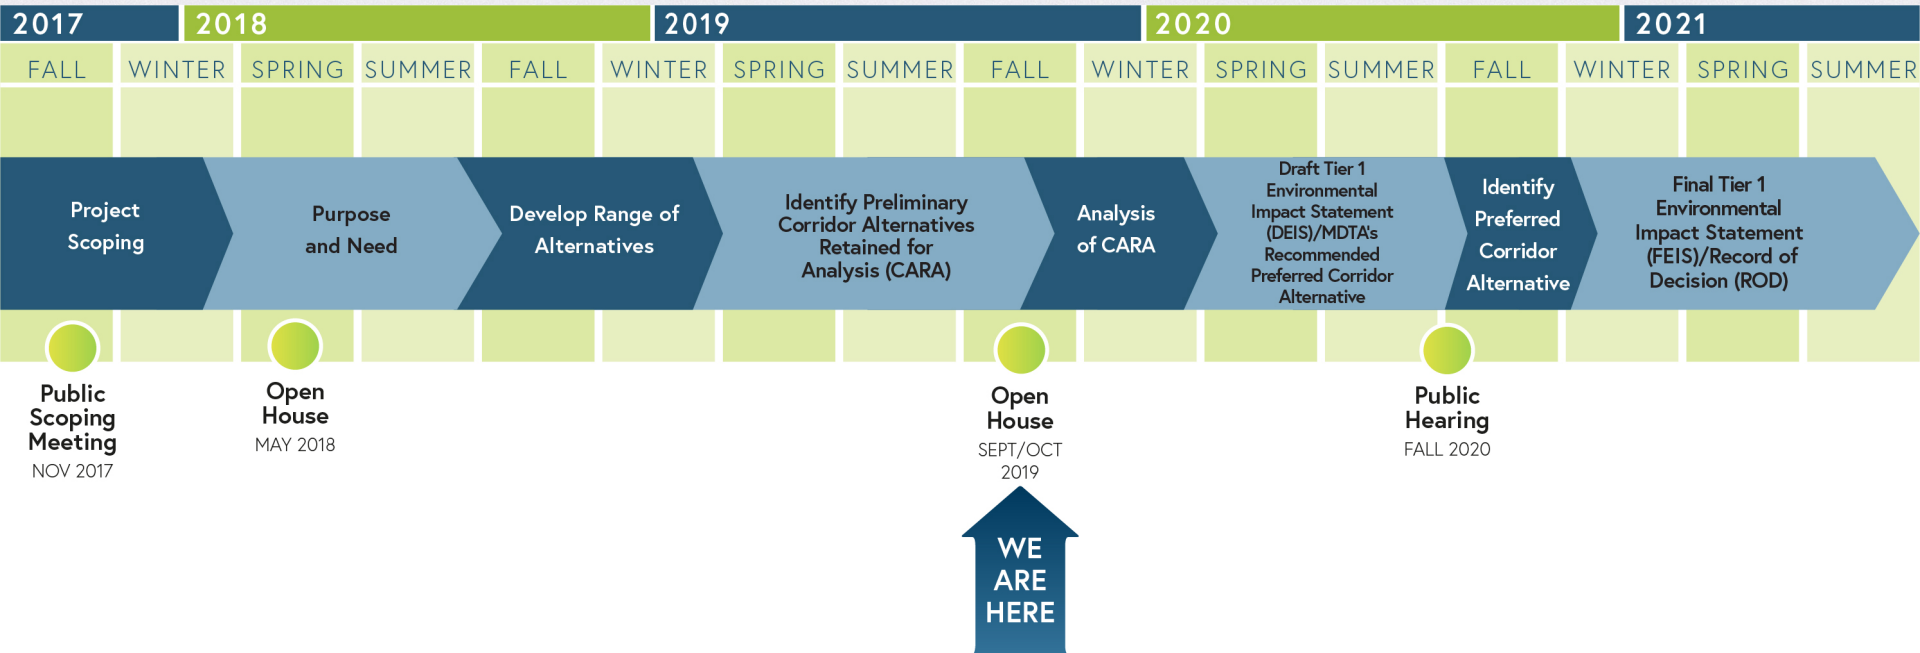 2017 2018 2019 2020 2021
FALL WINTER SPRING SUMMER FALL WINTER SPRING SUMMER FALL WINTER SPRING SUMMER FALL WINTER SPRING SUMMER
Project
Scoping
Purpose
and Need
Develop Range of
Alternatives
Identify Preliminary
Corridor Alternatives
Retained for
Analysis (CARA)
Analysis
of CARA
Draft Tier 1
Environmental
Impact Statement
(DEIS)/MDTA's
Recommended
Preferred Corridor
Alternative
Identify
Preferred
Corridor
Alternative
Final Tier 1
Environmental
Impact Statement
(FEIS)/Record of
Decision (ROD)
Public
Scoping
Meeting
NOV 2017
Open
House
MAY 2018
Open
House
SEPT/OCT
2019
Public
Hearing
FALL 2020
WE
ARE
HERE